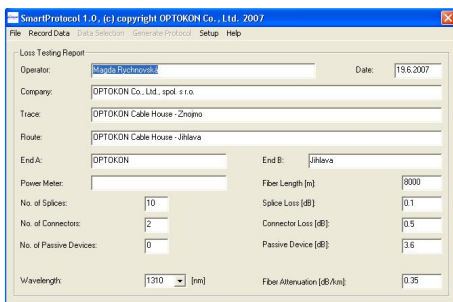 SmartProtocol 1.0, (c) copyright OPTOKON Co., Ltd. 2007
File Record Data Data Selection Generate Protocol Setup Help
Loss Testing Report
Operator: Magda Rychnovská Date: 19.6.2007
Company: OPTOKON Co., Ltd., spol. s r.o.
Trace: OPTOKON Cable House - Znojmo
Route: OPTOKON Cable House - Jihlava
End A: OPTOKON End B: Jihlava
Power Meter: Fiber Length [m]: 8000
No. of Splices: 10 Splice Loss [dB]: 0.1
No. of Connectors: 2 Connector Loss [dB]: 0.5
No. of Passive Devices: 0 Passive Device [dB]: 3.6
Wavelength: 1310 [nm] Fiber Attenuation [dB/km]: 0.35